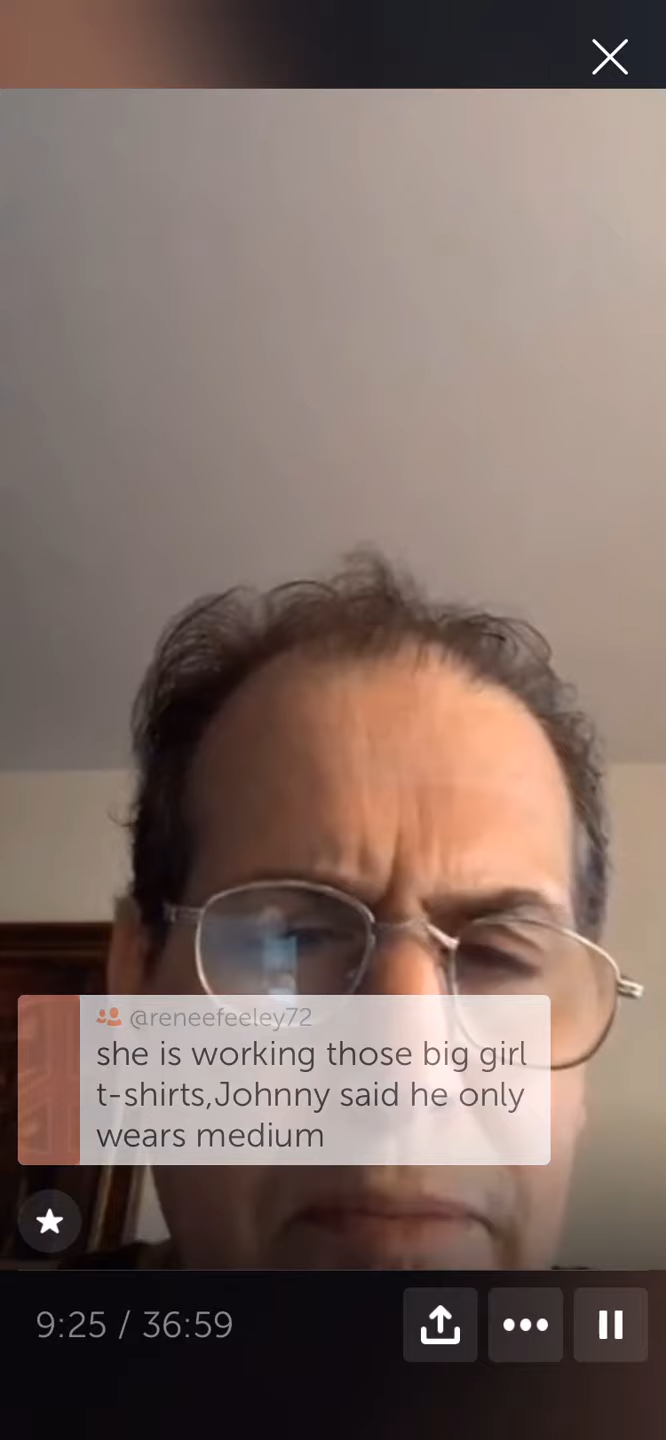 @reneefeeley72
she is working those big girl
t-shirts,Johnny said he only
wears medium
9:25 / 36:59